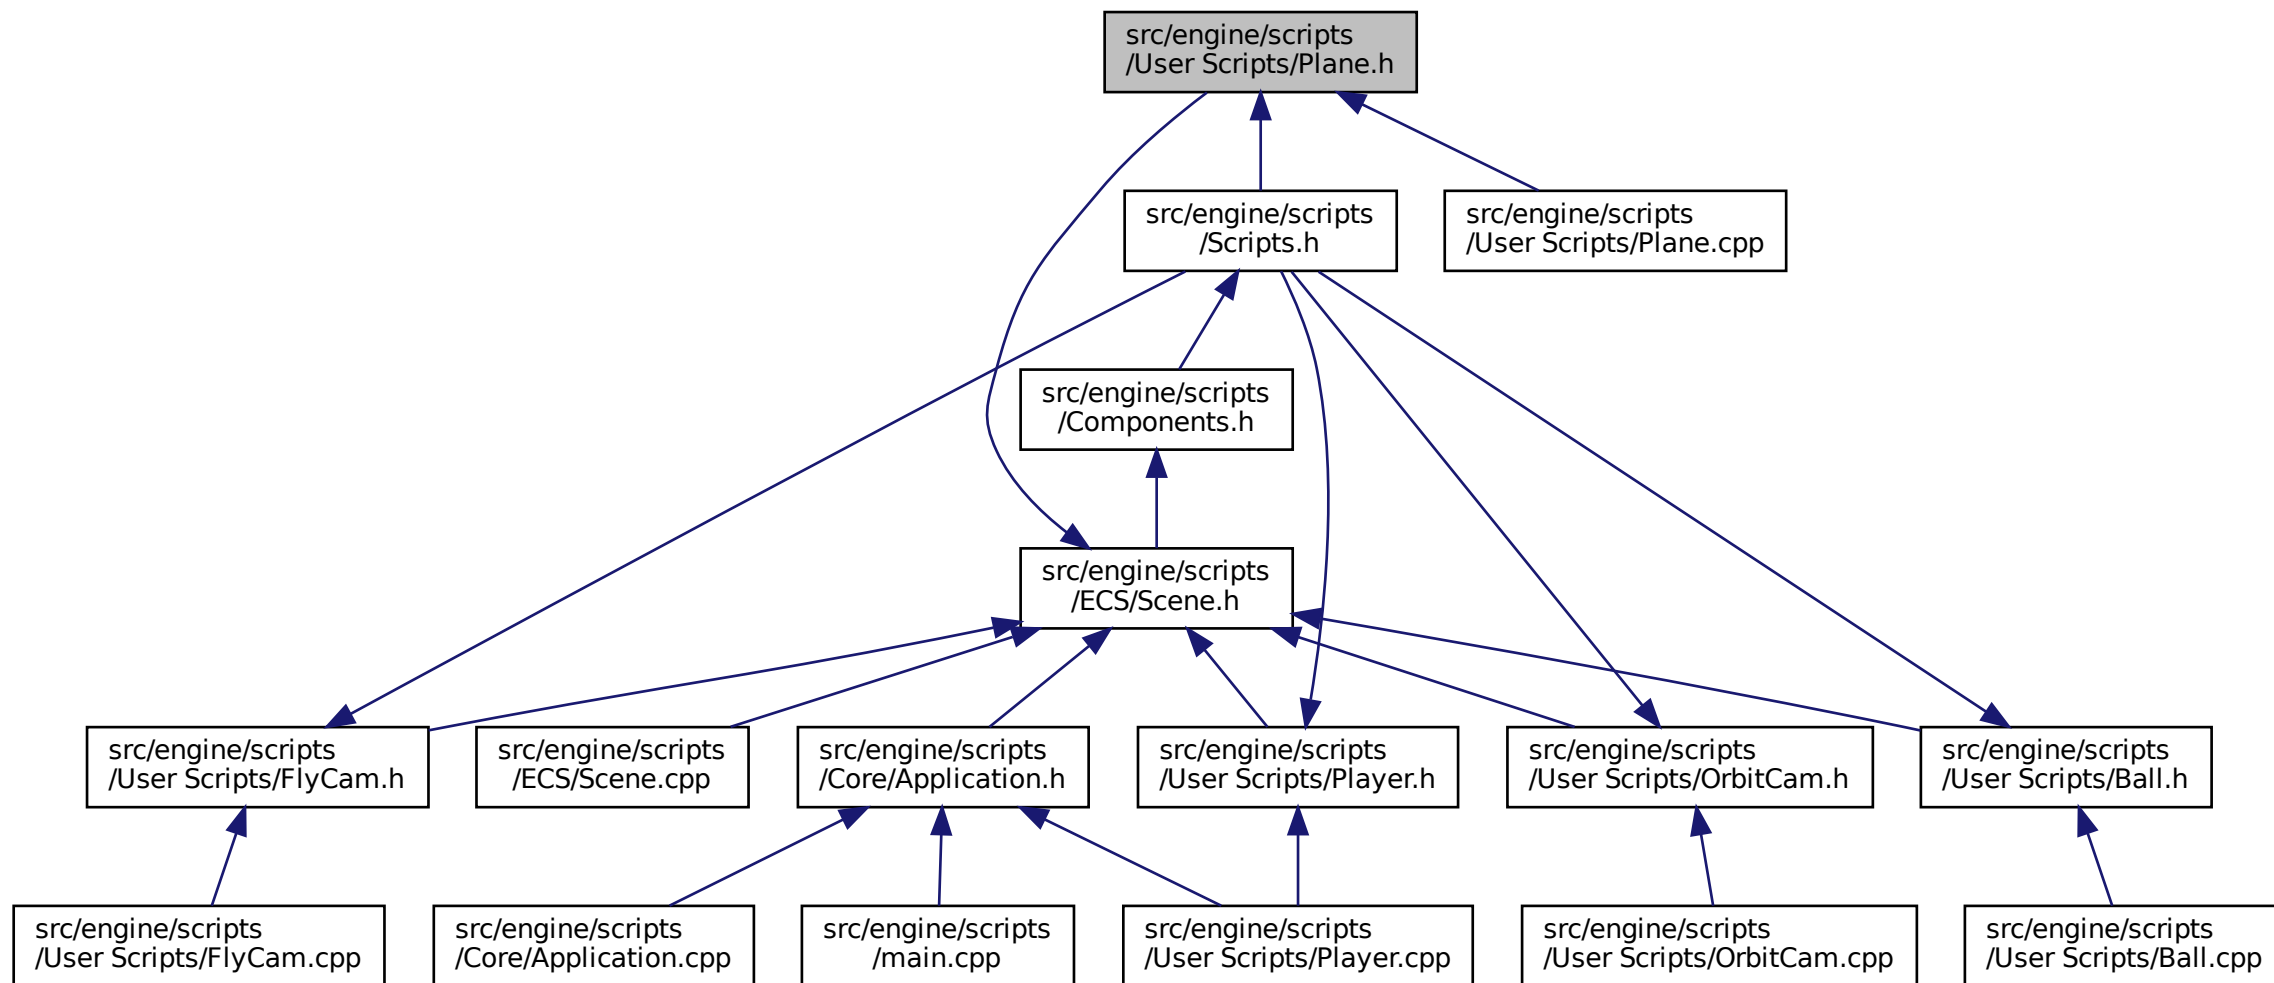 src/engine/scripts
/User Scripts/Plane.h
src/engine/scripts
/Scripts.h
src/engine/scripts
/User Scripts/Plane.cpp
src/engine/scripts
/Components.h
src/engine/scripts
/ECS/Scene.h
src/engine/scripts
/User Scripts/FlyCam.h
src/engine/scripts
/ECS/Scene.cpp
src/engine/scripts
/Core/Application.h
src/engine/scripts
/User Scripts/Player.h
src/engine/scripts
/User Scripts/OrbitCam.h
src/engine/scripts
/User Scripts/Ball.h
src/engine/scripts
/User Scripts/FlyCam.cpp
src/engine/scripts
/Core/Application.cpp
src/engine/scripts
/main.cpp
src/engine/scripts
/User Scripts/Player.cpp
src/engine/scripts
/User Scripts/OrbitCam.cpp
src/engine/scripts
/User Scripts/Ball.cpp